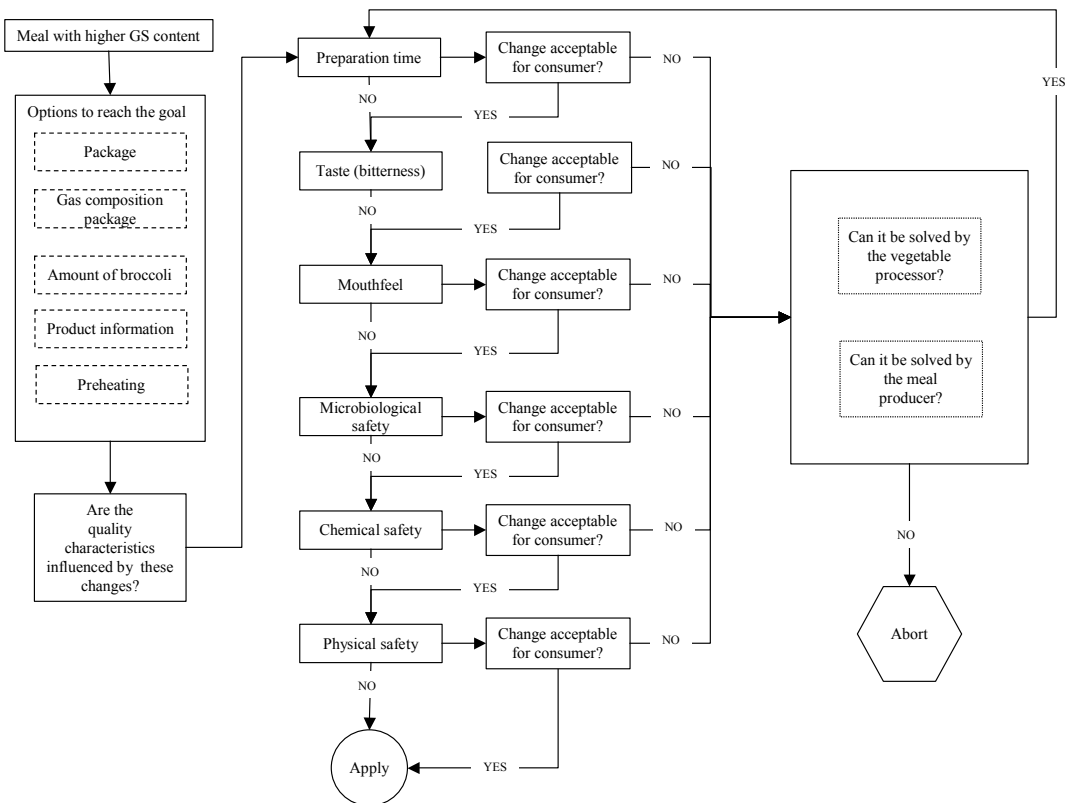 Meal with higher GS content
Options to reach the goal
Package
Gas composition
package
Amount of broccoli
Product information
Preheating
Are the
quality
characteristics
influenced by these
changes?
Preparation time
Change acceptable
for consumer?
NO
NO
YES
Taste (bitterness)
Change acceptable
for consumer?
NO
NO
YES
Mouthfeel
Change acceptable
for consumer?
NO
NO
YES
Microbiological
safety
Change acceptable
for consumer?
NO
NO
YES
Chemical safety
Change acceptable
for consumer?
NO
NO
YES
Physical safety
Change acceptable
for consumer?
NO
NO
YES
Apply
Can it be solved by
the vegetable
processor?
Can it be solved by
the meal
producer?
YES
NO
Abort